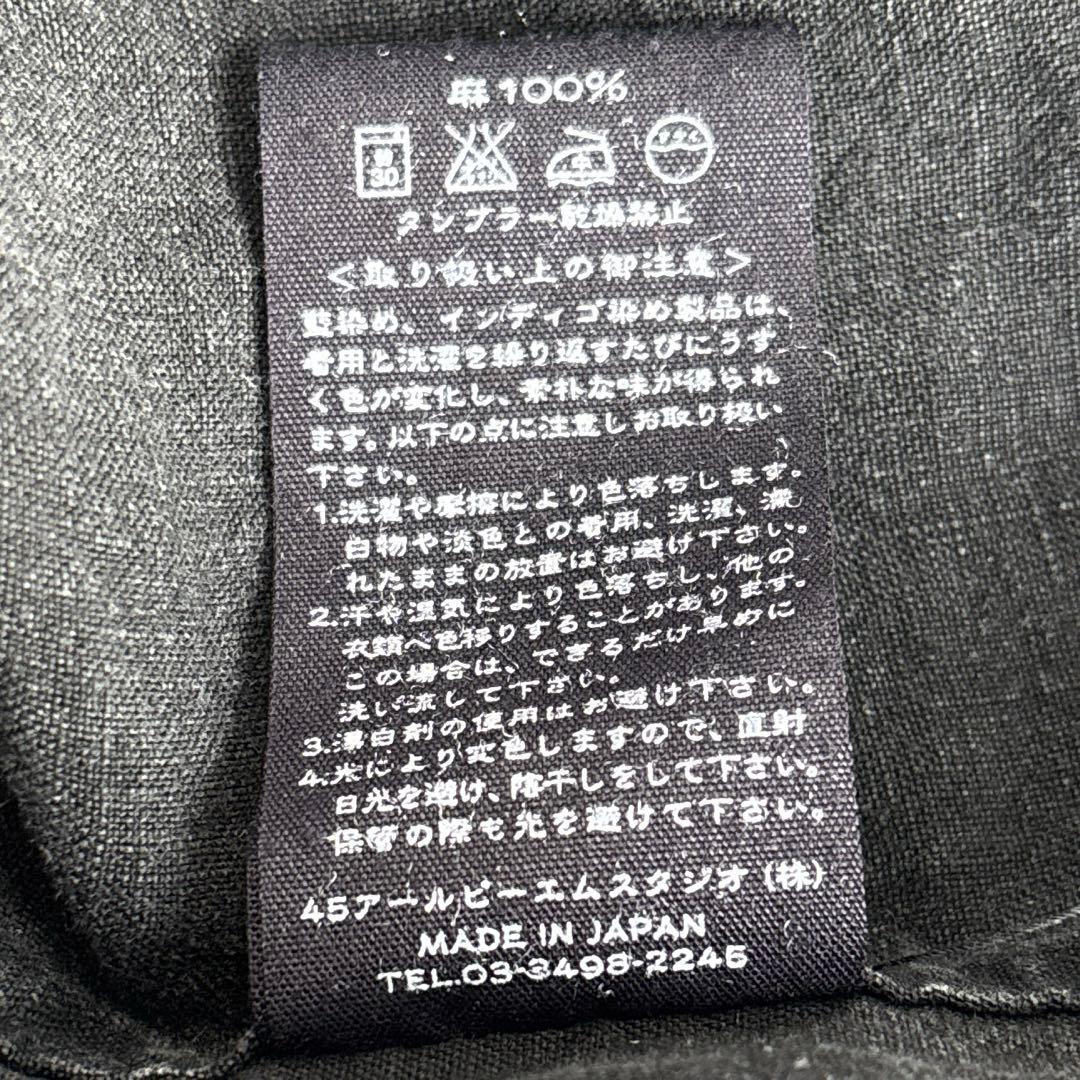 麻100%
弱
30
エンソ
サラシ
中
ドライ
タンブラー乾燥禁止
<取り扱い上の御注意>
藍染め、インディゴ染め製品は、
着用と洗濯を繰り返すたびにうす
く色が変化し、素朴な味が得られ
ます。以下の点に注意しお取り扱い
下さい。
1.洗濯や摩擦により色落ちします。
白物や淡色との着用、洗濯、濡
れたままの放置はお避け下さい。
2.汗や湿気により色落ちし、他の
衣類へ色移りすることがあります。
この場合は、できるだけ早めに
洗い流して下さい。
3.漂白剤の使用はお避け下さい。
4.光により変色しますので、直射
日光を避け、陰干しをして下さい。
保管の際も光を避けて下さい。
45アールピーエムスタジオ(株)
MADE IN JAPAN
TEL.03-3498-2245